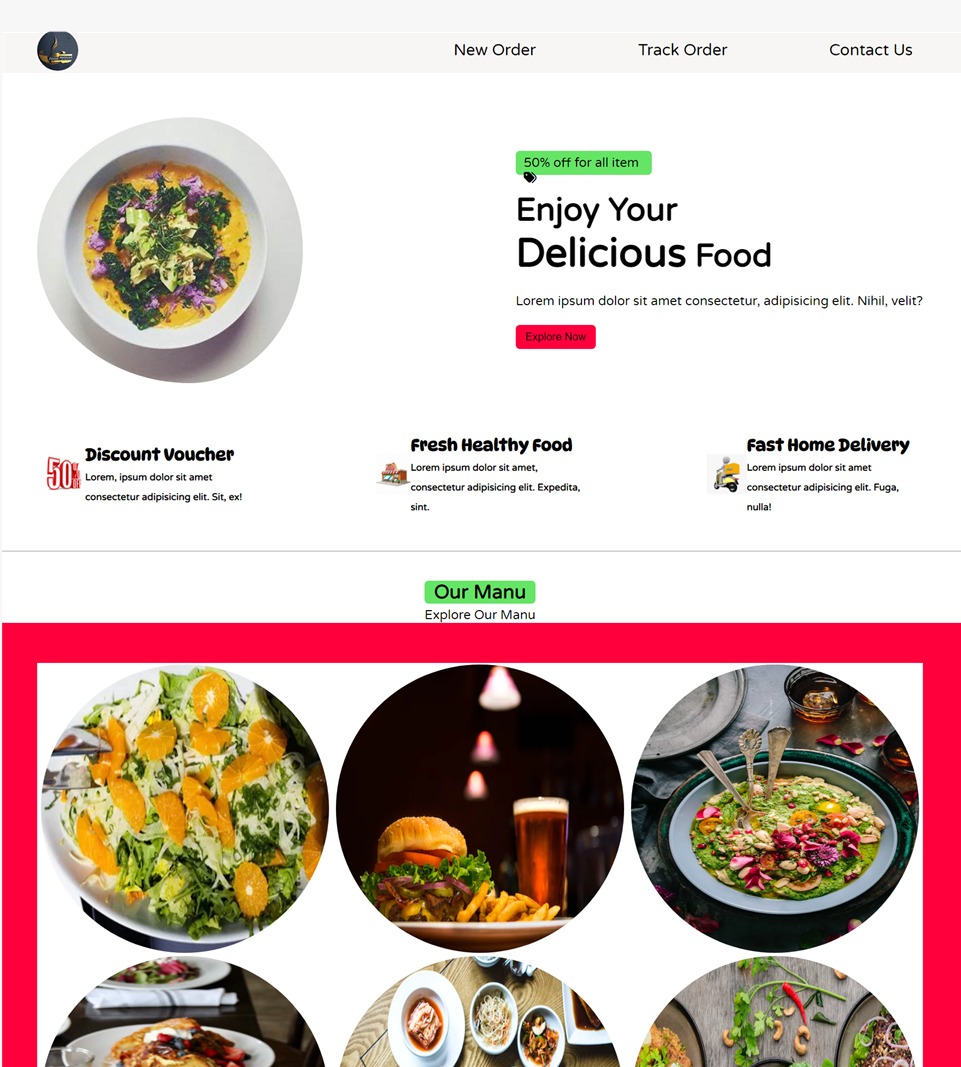 New Order Track Order Contact Us
50% off for all item
Enjoy Your
Delicious Food
Lorem ipsum dolor sit amet consectetur, adipisicing elit. Nihil, velit?
Explore Now
50%
Discount Voucher
Lorem, ipsum dolor sit amet
consectetur adipisicing elit. Sit, ex!
Fresh Healthy Food
Lorem ipsum dolor sit amet,
consectetur adipisicing elit. Expedita,
sint.
Fast Home Delivery
Lorem ipsum dolor sit amet
consectetur adipisicing elit. Fuga,
nulla!
Our Manu
Explore Our Manu